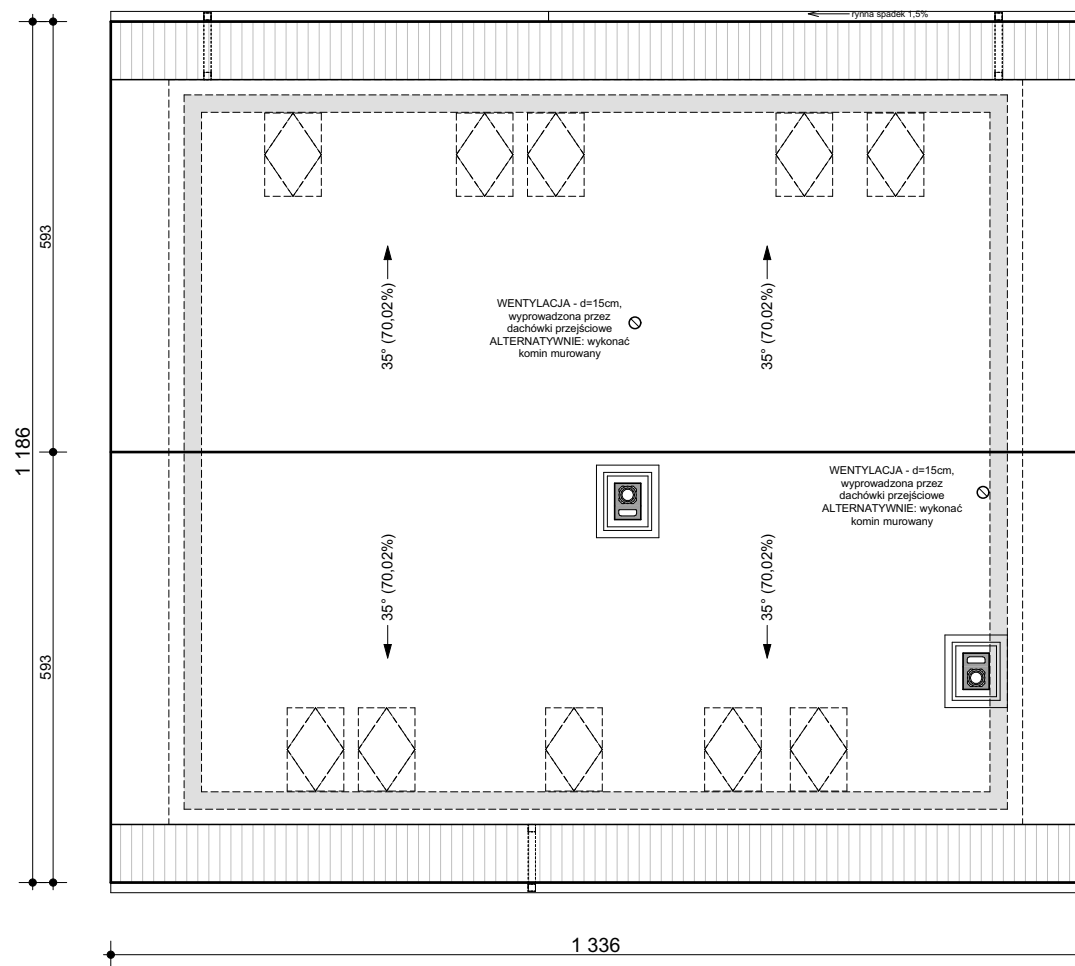 rynna spadek 1,5%
593
1 186
593
35° (70,02%)
35° (70,02%)
WENTYLACJA - d=15cm,
wyprowadzona przez
dachówki przejściowe
ALTERNATYWNIE: wykonać
komin murowany
WENTYLACJA - d=15cm,
wyprowadzona przez
dachówki przejściowe
ALTERNATYWNIE: wykonać
komin murowany
35° (70,02%)
35° (70,02%)
1 336